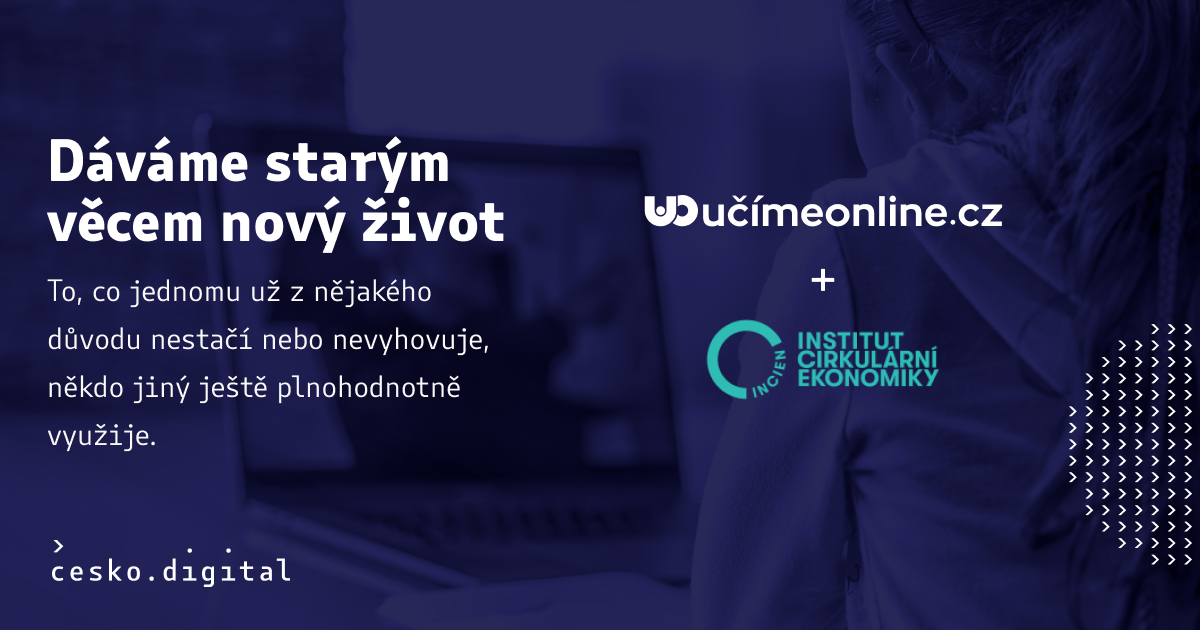 Dáváme starým
věcem nový život
To, co jednomu už z nějakého
důvodu nestačí nebo nevyhovuje,
někdo jiný ještě plnohodnotně
využije.
učímeonline.cz
+
INCIEN
INSTITUT
CIRKULÁRNÍ
EKONOMIKY
cesko.digital